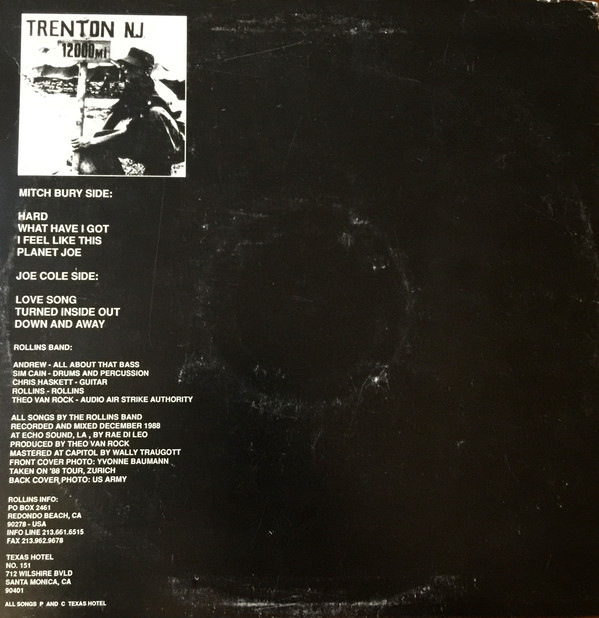 TRENTON N.J.
12000 MI
MITCH BURY SIDE:
HARD
WHAT HAVE I GOT
I FEEL LIKE THIS
PLANET JOE
JOE COLE SIDE:
LOVE SONG
TURNED INSIDE OUT
DOWN AND AWAY
ROLLINS BAND:
ANDREW - ALL ABOUT THAT BASS
SIM CAIN - DRUMS AND PERCUSSION
CHRIS HASKETT - GUITAR
ROLLINS - ROLLINS
THEO VAN ROCK - AUDIO AIR STRIKE AUTHORITY
ALL SONGS BY THE ROLLINS BAND
RECORDED AND MIXED DECEMBER 1988
AT ECHO SOUND, LA , BY RAE DI LEO
PRODUCED BY THEO VAN ROCK
MASTERED AT CAPITOL BY WALLY TRAUGOTT
FRONT COVER PHOTO: YVONNE BAUMANN
TAKEN ON '88 TOUR, ZURICH
BACK COVER PHOTO: US ARMY
ROLLINS INFO:
PO BOX 2461
REDONDO BEACH, CA
90278 - USA
INFO LINE 213.661.6515
FAX 213.962.9678
TEXAS HOTEL
NO. 151
712 WILSHIRE BVLD
SANTA MONICA, CA
90401
ALL SONGS P AND C TEXAS HOTEL